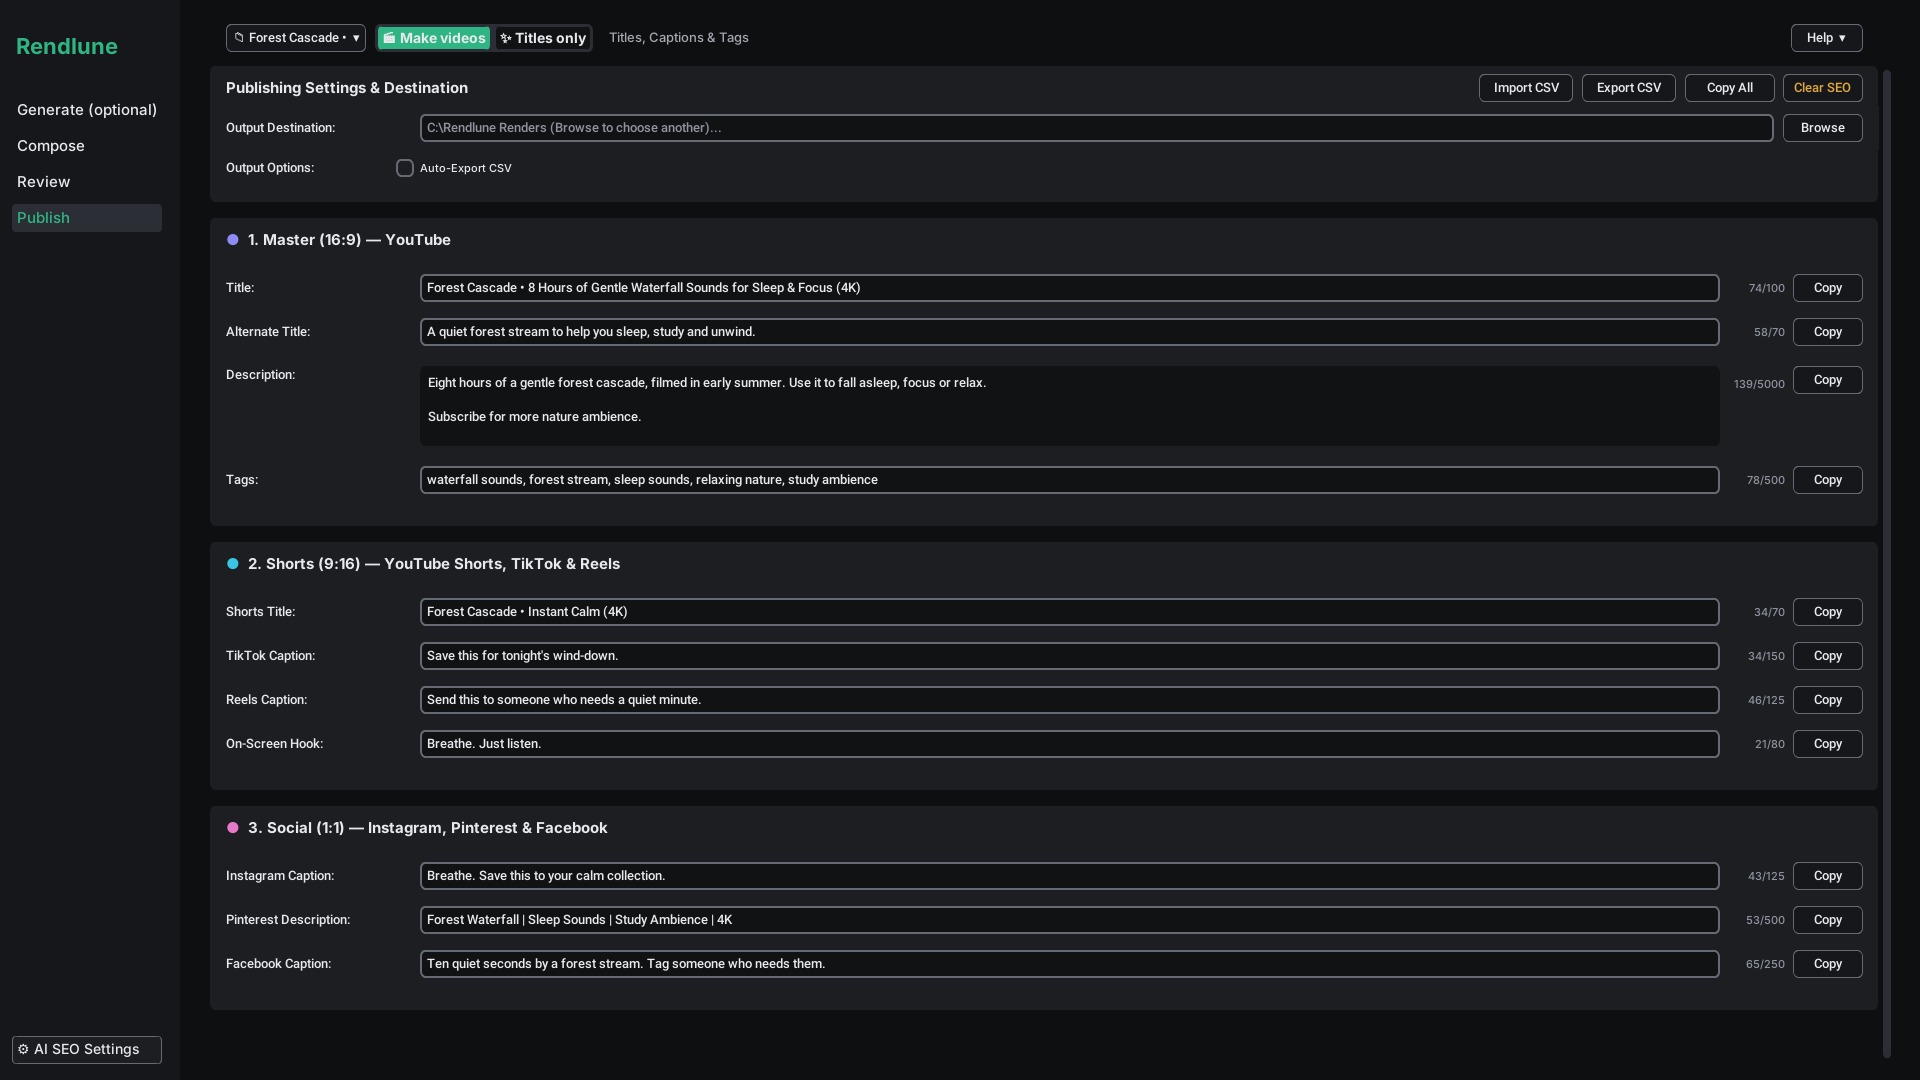 Rendlune
Generate (optional)
Compose
Review
Publish
AI SEO Settings
Forest Cascade • ▾
Make videos
Titles only
Titles, Captions & Tags
Help ▾
Publishing Settings & Destination
Import CSV
Export CSV
Copy All
Clear SEO
Output Destination:
C:\Rendlune Renders (Browse to choose another)...
Browse
Output Options:
Auto-Export CSV
1. Master (16:9) — YouTube
Title:
Forest Cascade • 8 Hours of Gentle Waterfall Sounds for Sleep & Focus (4K)
74/100
Copy
Alternate Title:
A quiet forest stream to help you sleep, study and unwind.
58/70
Copy
Description:
Eight hours of a gentle forest cascade, filmed in early summer. Use it to fall asleep, focus or relax.
Subscribe for more nature ambience.
139/5000
Copy
Tags:
waterfall sounds, forest stream, sleep sounds, relaxing nature, study ambience
78/500
Copy
2. Shorts (9:16) — YouTube Shorts, TikTok & Reels
Shorts Title:
Forest Cascade • Instant Calm (4K)
34/70
Copy
TikTok Caption:
Save this for tonight's wind-down.
34/150
Copy
Reels Caption:
Send this to someone who needs a quiet minute.
46/125
Copy
On-Screen Hook:
Breathe. Just listen.
21/80
Copy
3. Social (1:1) — Instagram, Pinterest & Facebook
Instagram Caption:
Breathe. Save this to your calm collection.
43/125
Copy
Pinterest Description:
Forest Waterfall | Sleep Sounds | Study Ambience | 4K
53/500
Copy
Facebook Caption:
Ten quiet seconds by a forest stream. Tag someone who needs them.
65/250
Copy